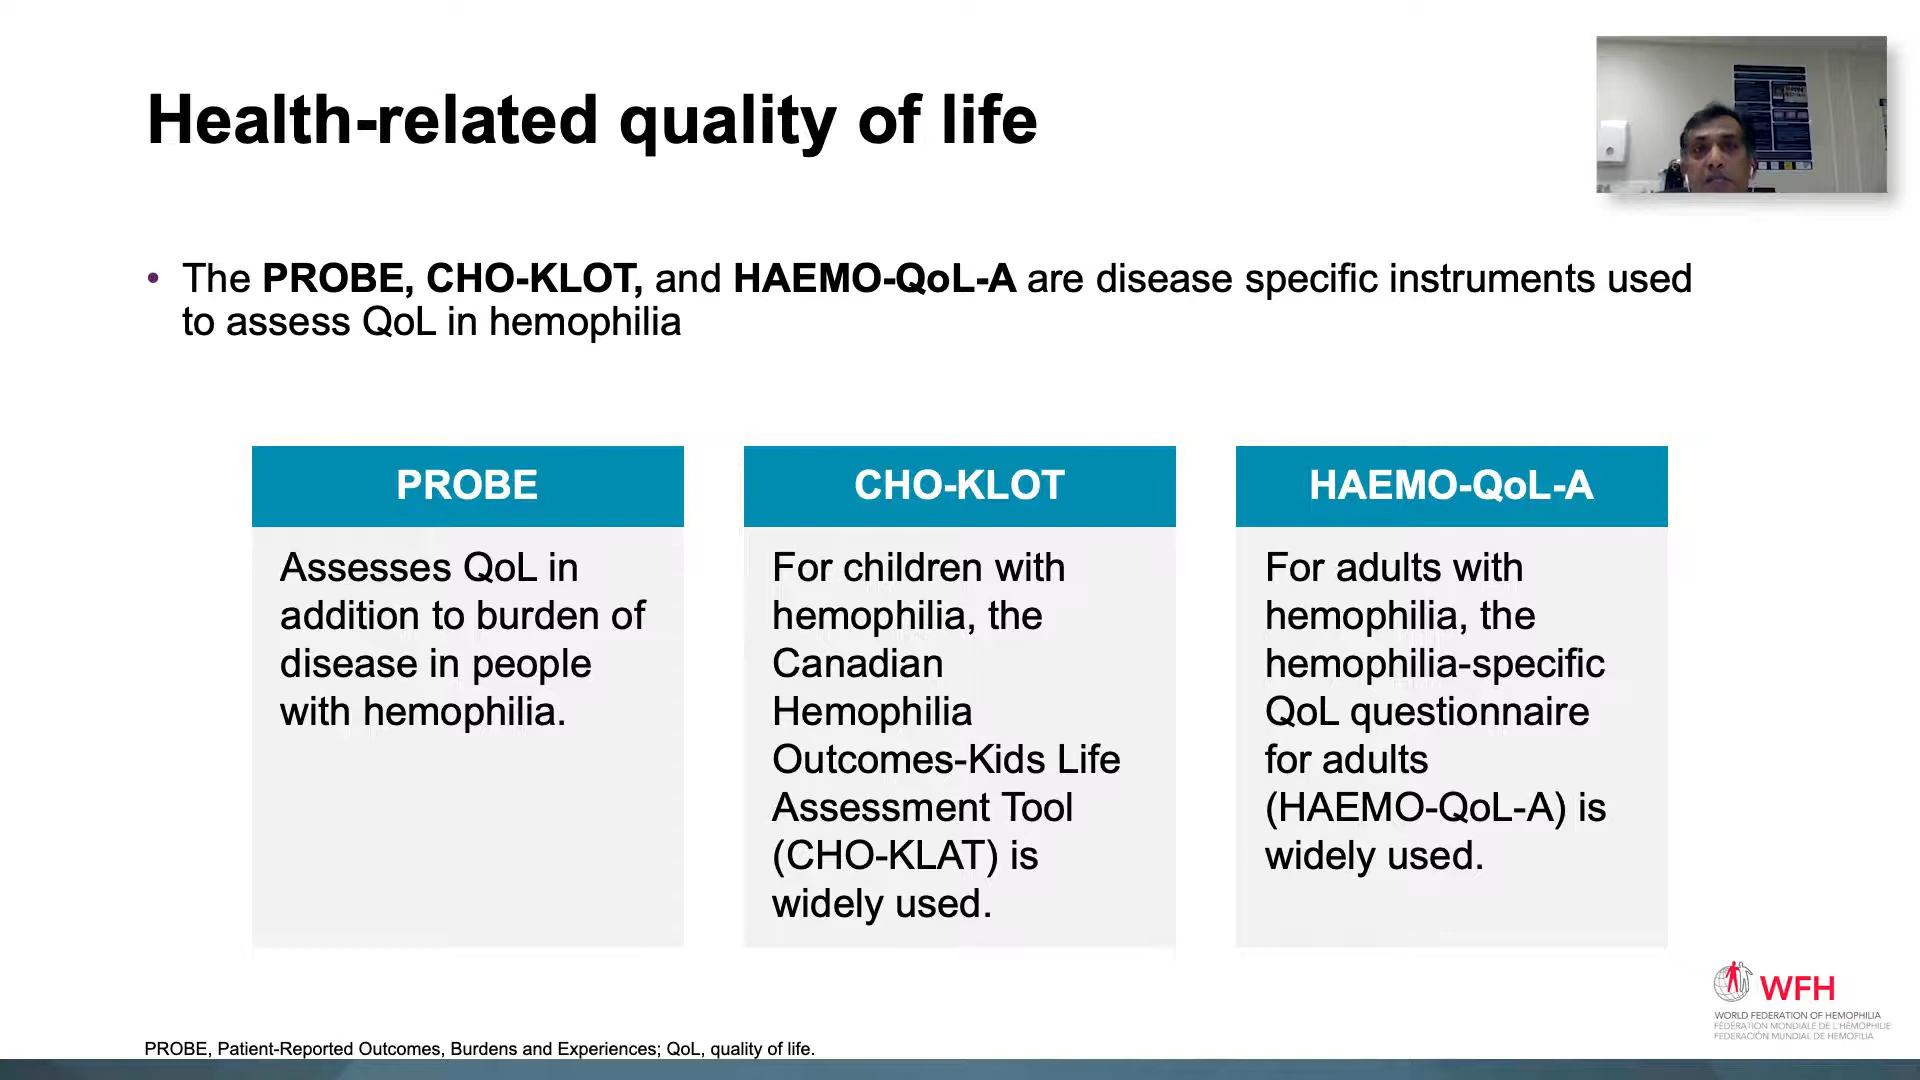 Health-related quality of life
• The PROBE, CHO-KLOT, and HAEMO-QoL-A are disease specific instruments used
to assess QoL in hemophilia
PROBE
Assesses QoL in
addition to burden of
disease in people
with hemophilia.
CHO-KLOT
For children with
hemophilia, the
Canadian
Hemophilia
Outcomes-Kids Life
Assessment Tool
(CHO-KLAT) is
widely used.
HAEMO-QoL-A
For adults with
hemophilia, the
hemophilia-specific
QoL questionnaire
for adults
(HAEMO-QoL-A) is
widely used.
WFH
WORLD FEDERATION OF HEMOPHILIA
FÉDÉRATION MONDIALE DE L'HÉMOPHILIE
FEDERACIÓN MUNDIAL DE HEMOFILIA
PROBE, Patient-Reported Outcomes, Burdens and Experiences; QoL, quality of life.